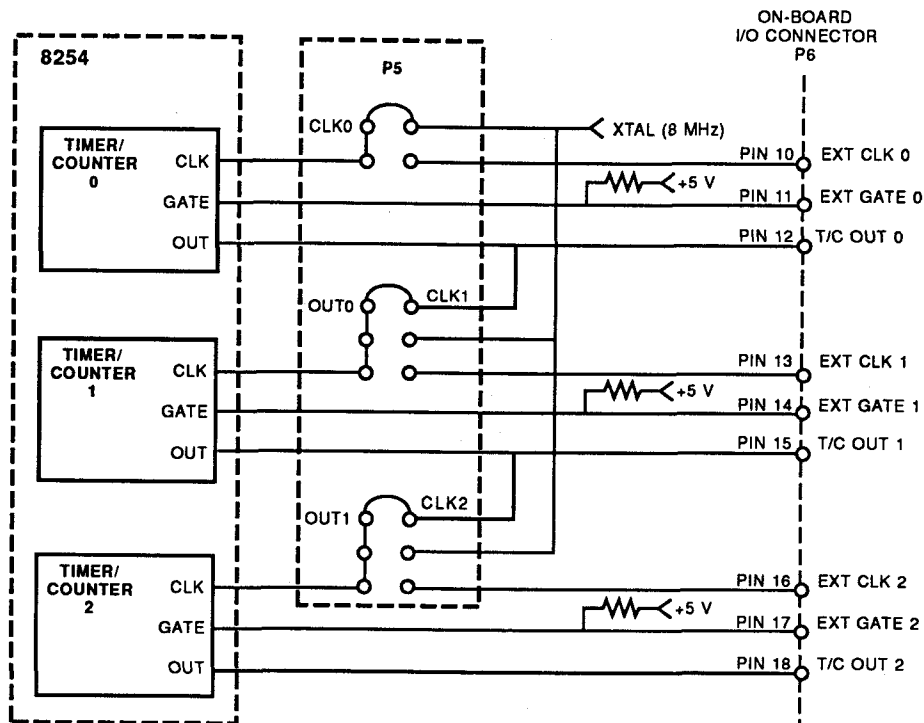 ON-BOARD
I/O CONNECTOR
P6
8254
P5
CLK0
XTAL (8 MHz)
TIMER/
COUNTER
0
CLK
PIN 10
EXT CLK 0
+5 V
GATE
PIN 11
EXT GATE 0
OUT
PIN 12
T/C OUT 0
OUT0
CLK1
TIMER/
COUNTER
1
CLK
PIN 13
EXT CLK 1
+5 V
GATE
PIN 14
EXT GATE 1
OUT
PIN 15
T/C OUT 1
OUT1
CLK2
TIMER/
COUNTER
2
CLK
PIN 16
EXT CLK 2
+5 V
GATE
PIN 17
EXT GATE 2
OUT
PIN 18
T/C OUT 2